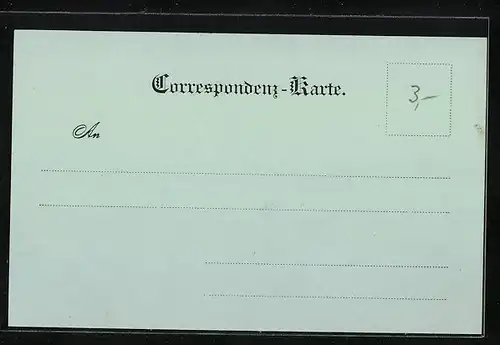 Correspondenz-Karte.
3,-
An